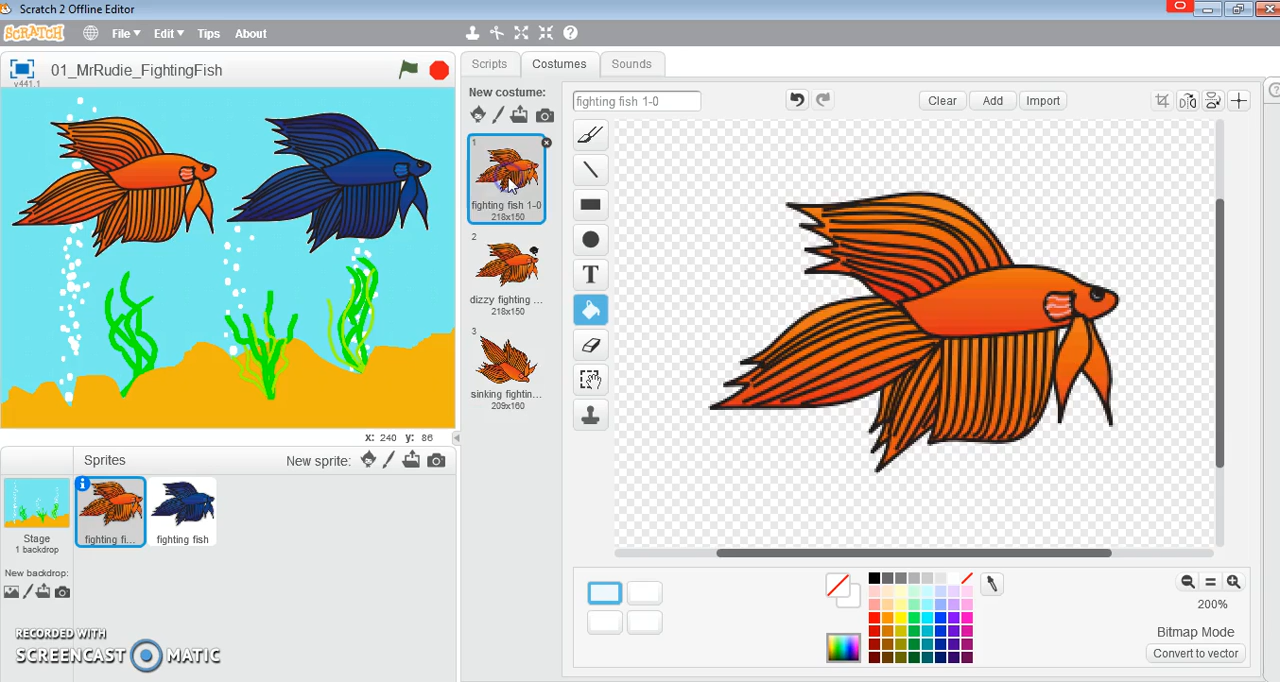 Scratch 2 Offline Editor
SCRATCH File Edit Tips About
v441.1 01_MrRudie_FightingFish
Scripts Costumes Sounds
New costume:
fighting fish 1-0
Clear Add Import
1
fighting fish 1-0
218x150
2
dizzy fighting ...
218x150
3
sinking fightin...
209x160
T
x: 240 y: 86
Sprites New sprite:
Stage
1 backdrop
New backdrop:
fighting fi...
fighting fish
200%
Bitmap Mode
Convert to vector
RECORDED WITH
SCREENCAST MATIC